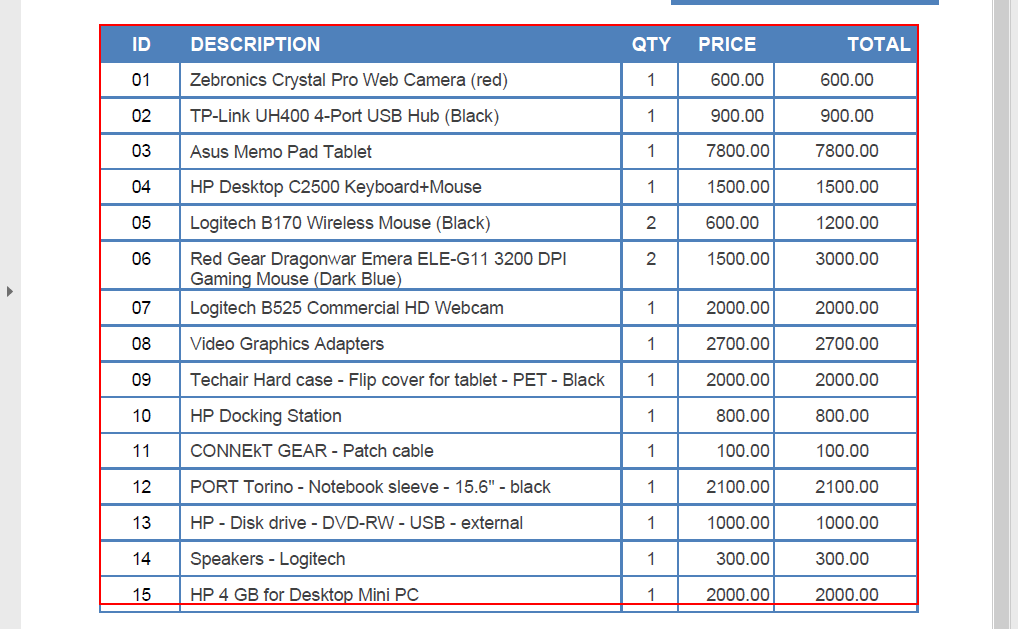 ID DESCRIPTION QTY PRICE TOTAL
01 Zebronics Crystal Pro Web Camera (red) 1 600.00 600.00
02 TP-Link UH400 4-Port USB Hub (Black) 1 900.00 900.00
03 Asus Memo Pad Tablet 1 7800.00 7800.00
04 HP Desktop C2500 Keyboard+Mouse 1 1500.00 1500.00
05 Logitech B170 Wireless Mouse (Black) 2 600.00 1200.00
06 Red Gear Dragonwar Emera ELE-G11 3200 DPI 2 1500.00 3000.00
Gaming Mouse (Dark Blue)
07 Logitech B525 Commercial HD Webcam 1 2000.00 2000.00
08 Video Graphics Adapters 1 2700.00 2700.00
09 Techair Hard case - Flip cover for tablet - PET - Black 1 2000.00 2000.00
10 HP Docking Station 1 800.00 800.00
11 CONNEkT GEAR - Patch cable 1 100.00 100.00
12 PORT Torino - Notebook sleeve - 15.6" - black 1 2100.00 2100.00
13 HP - Disk drive - DVD-RW - USB - external 1 1000.00 1000.00
14 Speakers - Logitech 1 300.00 300.00
15 HP 4 GB for Desktop Mini PC 1 2000.00 2000.00